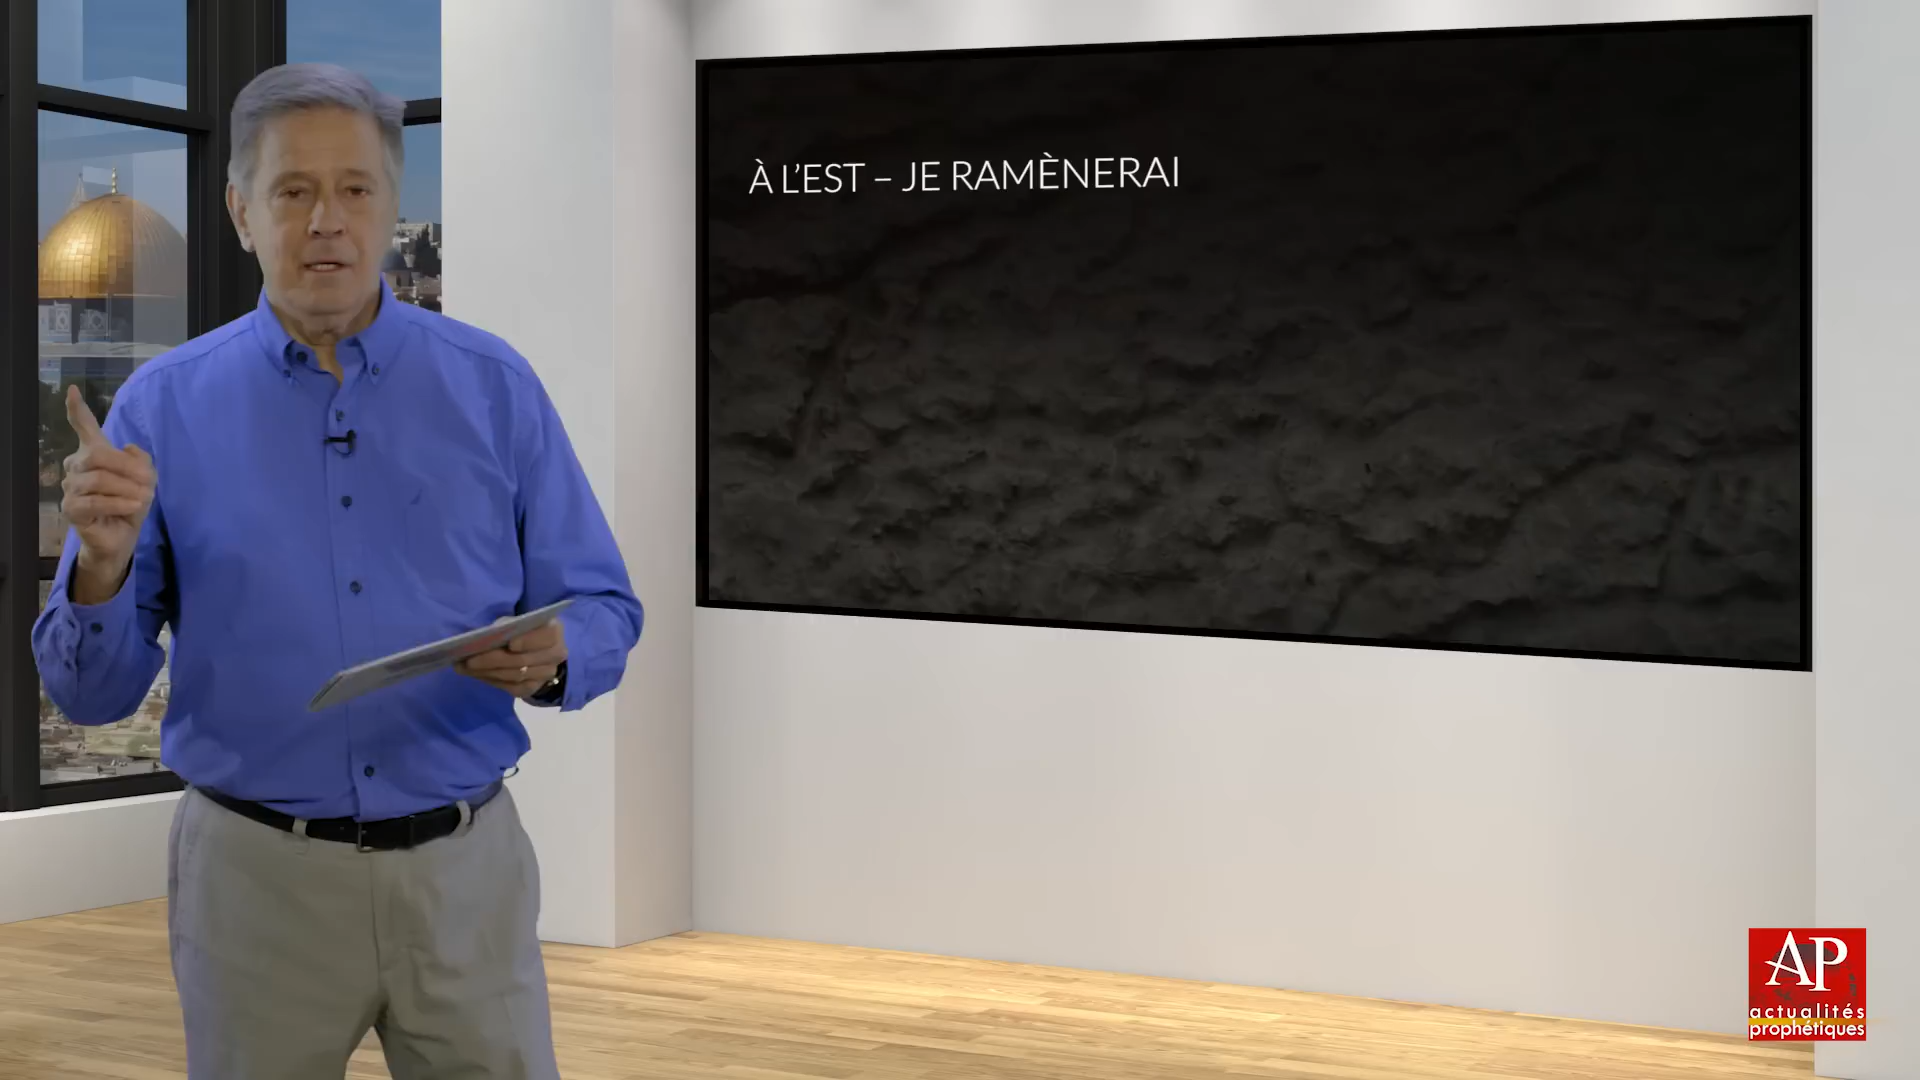 À L’EST – JE RAMÈNERAI
AP
actualités
prophétiques